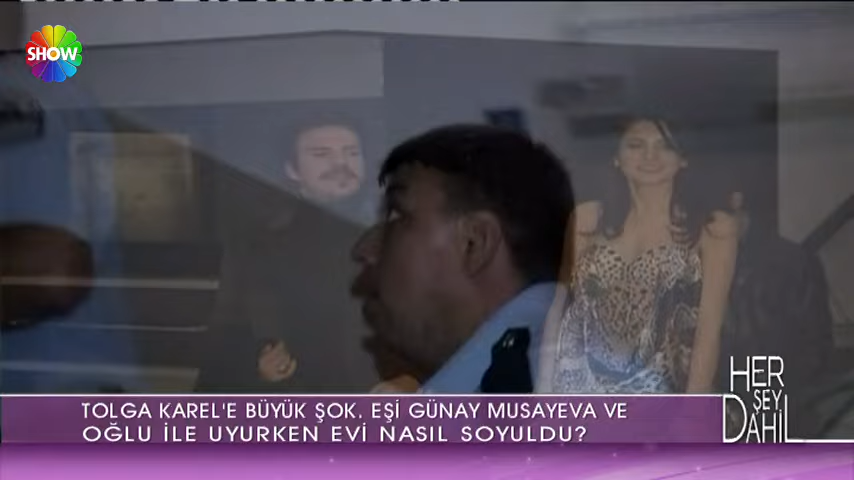 SHOW
TOLGA KAREL'E BÜYÜK ŞOK. EŞİ GÜNAY MUSAYEVA VE
OĞLU İLE UYURKEN EVİ NASIL SOYULDU?
HER
ŞEY
DAHİL